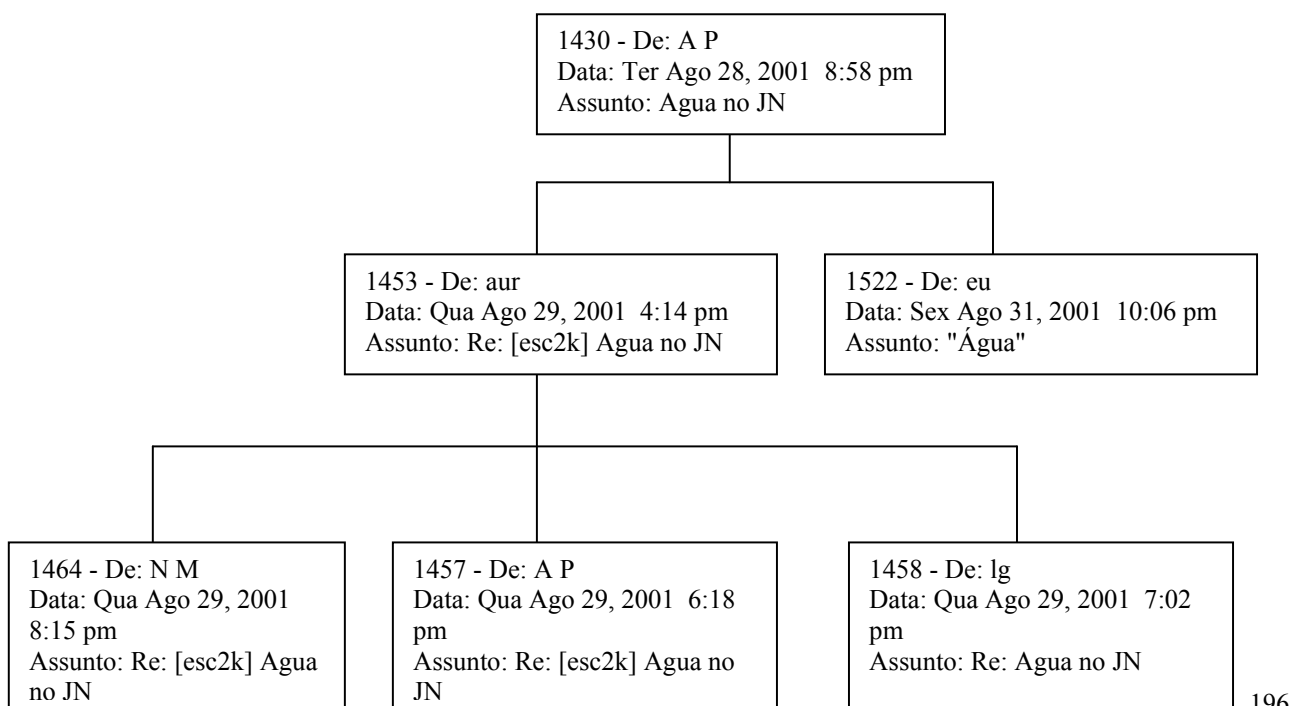 1430 - De: A P
Data: Ter Ago 28, 2001  8:58 pm
Assunto: Agua no JN
1453 - De: aur
Data: Qua Ago 29, 2001  4:14 pm
Assunto: Re: [esc2k] Agua no JN
1522 - De: eu
Data: Sex Ago 31, 2001  10:06 pm
Assunto: "Água"
1464 - De: N M
Data: Qua Ago 29, 2001
8:15 pm
Assunto: Re: [esc2k] Agua
no JN
1457 - De: A P
Data: Qua Ago 29, 2001  6:18
pm
Assunto: Re: [esc2k] Agua no
JN
1458 - De: lg
Data: Qua Ago 29, 2001  7:02
pm
Assunto: Re: Agua no JN
196